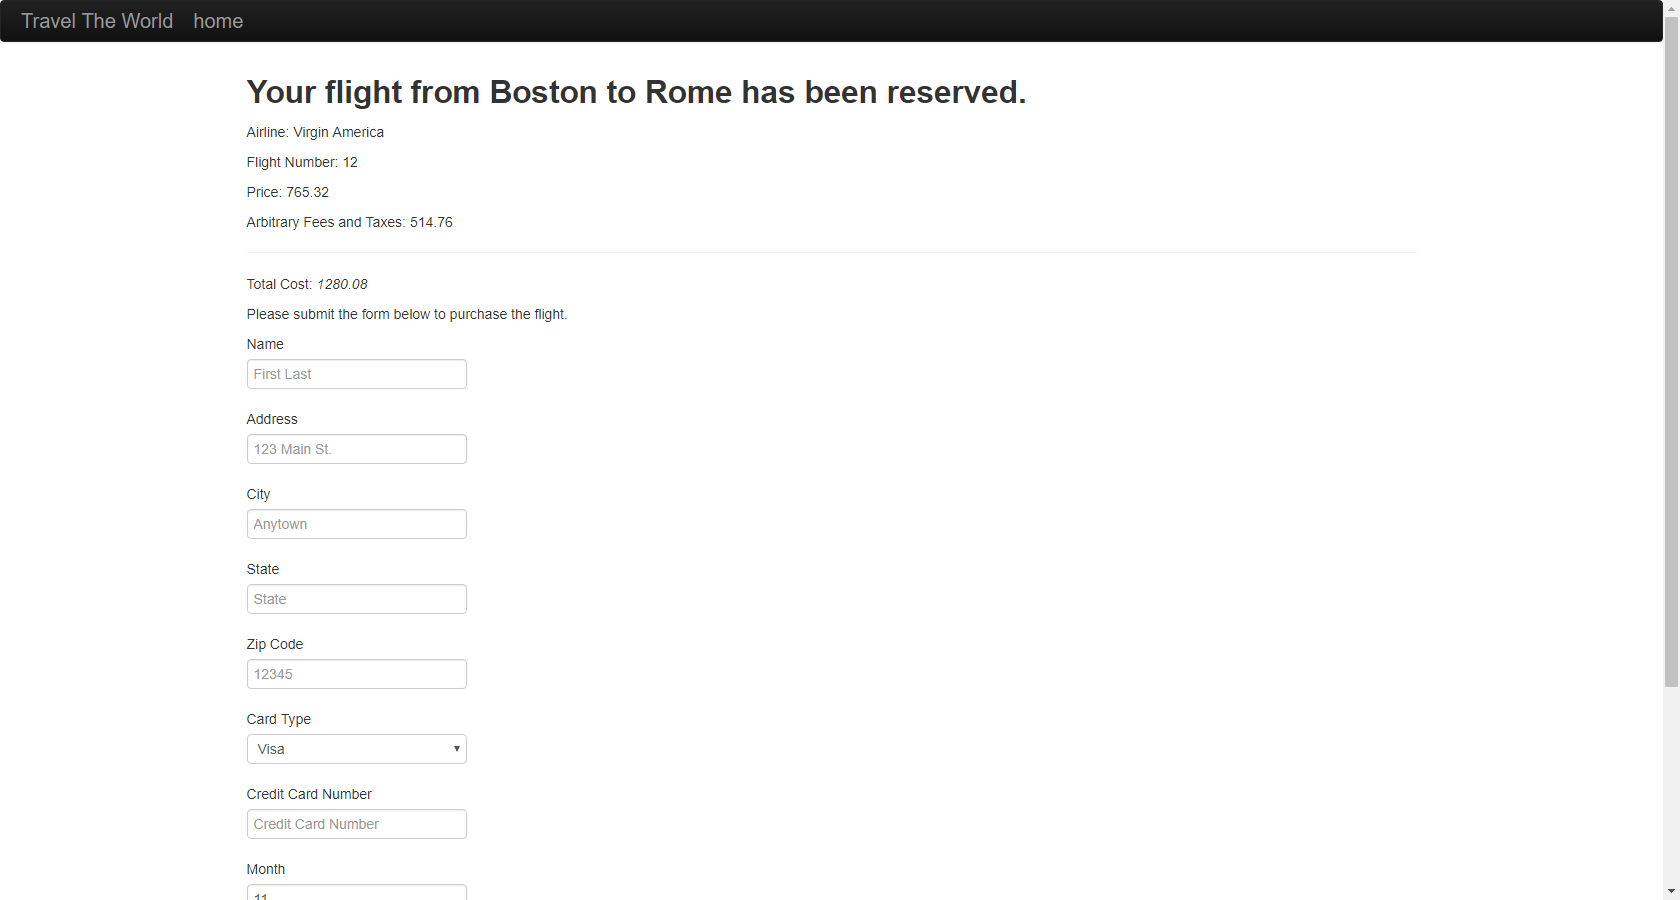 Travel The World home
Your flight from Boston to Rome has been reserved.
Airline: Virgin America
Flight Number: 12
Price: 765.32
Arbitrary Fees and Taxes: 514.76
Total Cost: 1280.08
Please submit the form below to purchase the flight.
Name
First Last
Address
123 Main St.
City
Anytown
State
State
Zip Code
12345
Card Type
Visa
Credit Card Number
Credit Card Number
Month
11